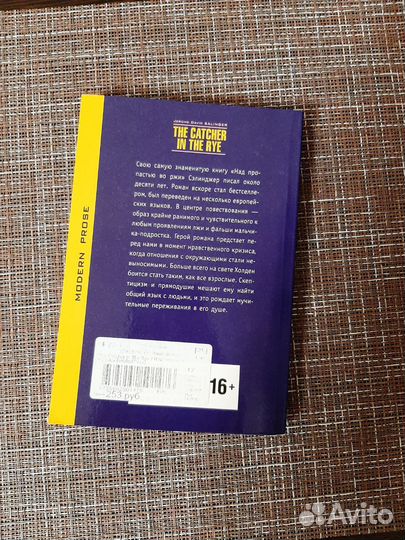 JEROME DAVID SALINGER
THE CATCHER
IN THE RYE
Свою самую знаменитую книгу «Над про-
пастью во ржи» Сэлинджер писал около
десяти лет. Роман вскоре стал бестселле-
ром, был переведен на несколько европей-
ских языков. В центре повествования —
образ крайне ранимого и чувствительного к
любым проявлениям лжи и фальши мальчи-
ка-подростка. Герой романа предстает пе-
ред нами в момент нравственного кризиса,
когда отношения с окружающими стали не-
выносимыми. Больше всего на свете Холден
боится стать таким, как все взрослые. Скеп-
тицизм и прямодушие мешают ему найти
общий язык с людьми, и это рождает мучи-
тельные переживания в его душе.
MODERN PROSE
253 руб
16+
Avito